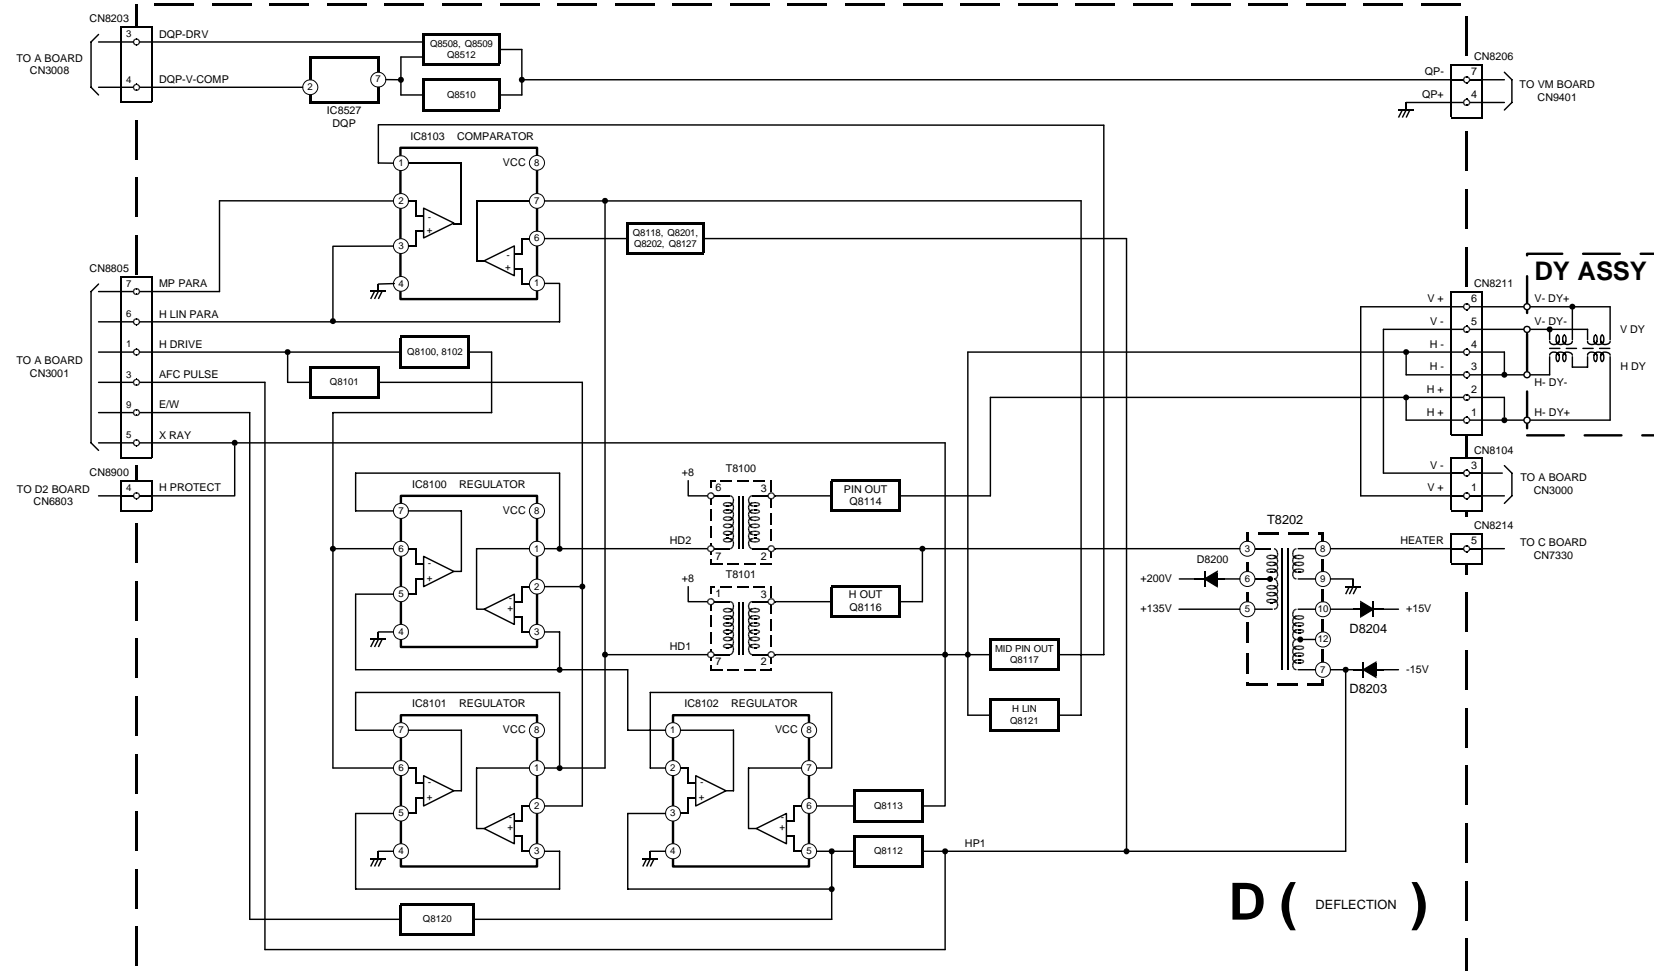 CN8203
3 DQP-DRV
TO A BOARD
CN3008
4 DQP-V-COMP
2
7
IC8527
DQP
Q8508, Q8509
Q8512
Q8510
CN8206
QP- 7
QP+ 4
TO VM BOARD
CN9401
IC8103 COMPARATOR
1
2
3
4
VCC 8
7
6
1
-
+
-
+
Q8118, Q8201,
Q8202, Q8127
CN8805
7 MP PARA
6 H LIN PARA
1 H DRIVE
3 AFC PULSE
9 E/W
5 X RAY
TO A BOARD
CN3001
CN8900
4 H PROTECT
TO D2 BOARD
CN6803
Q8100, 8102
Q8101
CN8211
V + 6
V - 5
H - 4
H - 3
H + 2
H + 1
DY ASSY
V- DY+
V- DY-
H- DY-
H- DY+
V DY
H DY
CN8104
V - 3
V + 1
TO A BOARD
CN3000
CN8214
HEATER 5
TO C BOARD
CN7330
IC8100 REGULATOR
7
6
5
4
VCC 8
1
2
3
-
+
-
+
T8100
+8
6
3
7
2
HD2
T8101
+8
1
3
7
2
HD1
PIN OUT
Q8114
H OUT
Q8116
MID PIN OUT
Q8117
H LIN
Q8121
T8202
D8200
+200V
+135V
3
6
5
8
9
10
12
7
+15V
D8204
-15V
D8203
IC8101 REGULATOR
7
6
5
4
VCC 8
1
2
3
-
+
-
+
IC8102 REGULATOR
1
2
3
4
VCC 8
7
6
5
-
+
-
+
Q8113
Q8112
HP1
Q8120
D ( DEFLECTION )